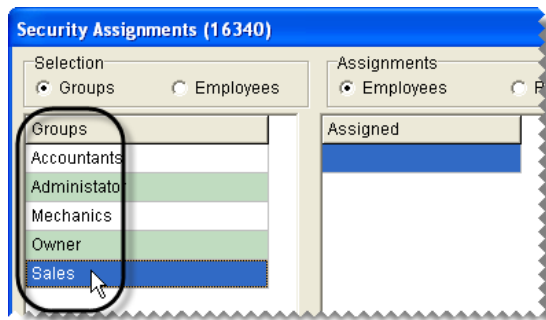 Security Assignments (16340)
Selection
Groups
Employees
Assignments
Employees
Groups
Assigned
Accountants
Administator
Mechanics
Owner
Sales